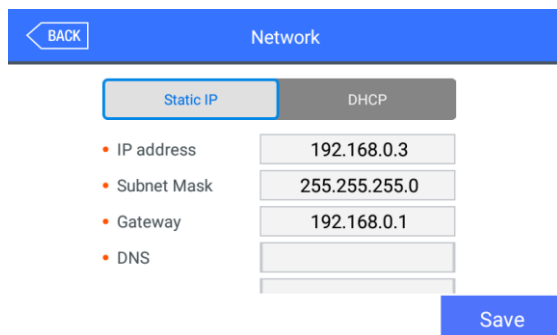 BACK
Network
Static IP
DHCP
IP address
192.168.0.3
Subnet Mask
255.255.255.0
Gateway
192.168.0.1
DNS
Save